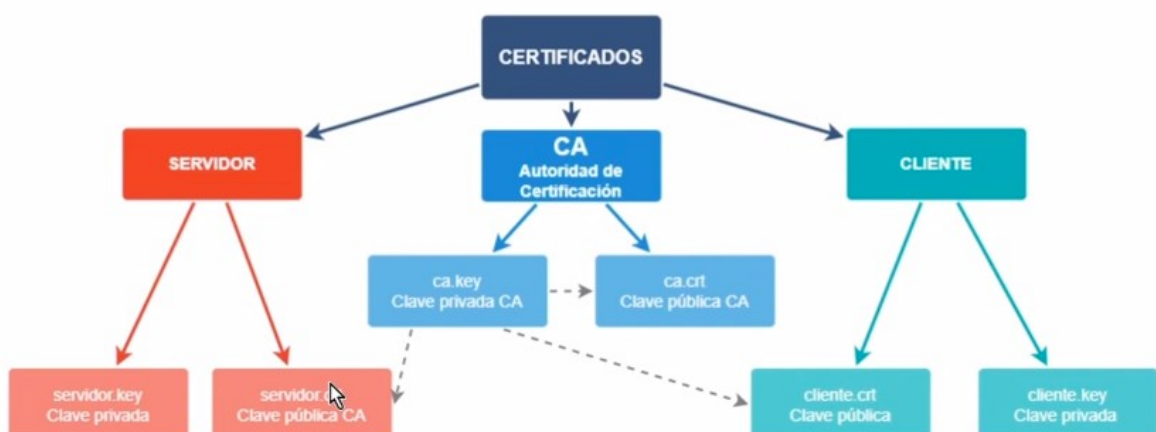 CERTIFICADOS
SERVIDOR
CA
Autoridad de
Certificación
CLIENTE
ca.key
Clave privada CA
ca.crt
Clave pública CA
servidor.key
Clave privada
Clave pública CA
cliente.crt
Clave pública
cliente.key
Clave privada